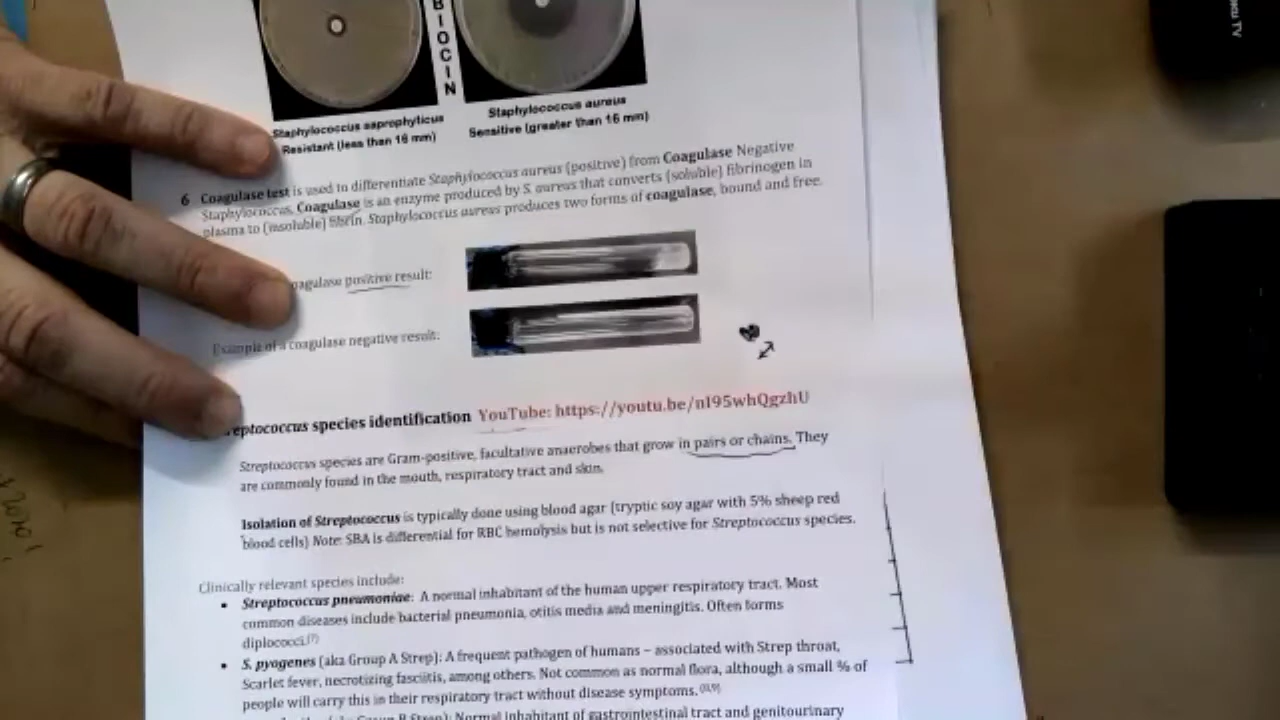 BIOCIN
Staphylococcus saprophyticus
Resistant (less than 16 mm)
Staphylococcus aureus
Sensitive (greater than 16 mm)
6 Coagulase test is used to differentiate Staphylococcus aureus (positive) from Coagulase Negative
Staphylococcus. Coagulase is an enzyme produced by S. aureus that converts (soluble) fibrinogen in
plasma to (insoluble) fibrin. Staphylococcus aureus produces two forms of coagulase, bound and free.
oagulase positive result:
Example of a coagulase negative result:
eptococcus species identification YouTube: https://youtu.be/nI95whQgzhU
Streptococcus species are Gram-positive, facultative anaerobes that grow in pairs or chains. They
are commonly found in the mouth, respiratory tract and skin.
Isolation of Streptococcus is typically done using blood agar (tryptic soy agar with 5% sheep red
blood cells) Note: SBA is differential for RBC hemolysis but is not selective for Streptococcus species.
Clinically relevant species include:
• Streptococcus pneumoniae: A normal inhabitant of the human upper respiratory tract. Most
common diseases include bacterial pneumonia, otitis media and meningitis. Often forms
diplococci.(7)
• S. pyogenes (aka Group A Strep): A frequent pathogen of humans – associated with Strep throat,
Scarlet fever, necrotizing fasciitis, among others. Not common as normal flora, although a small % of
people will carry this in their respiratory tract without disease symptoms.(8,9)
(aka Group B Strep): Normal inhabitant of gastrointestinal tract and genitourinary
TV